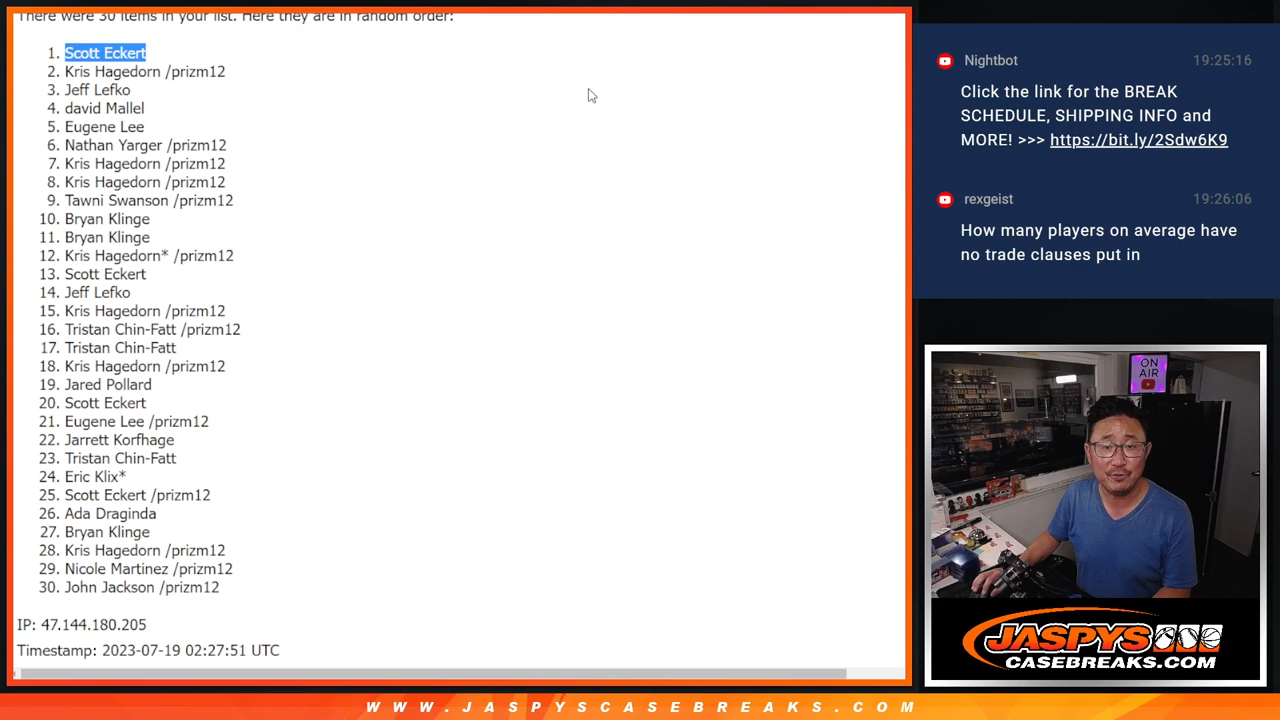 There were 30 items in your list. Here they are in random order:
1. Scott Eckert
2. Kris Hagedorn /prizm12
3. Jeff Lefko
4. david Mallel
5. Eugene Lee
6. Nathan Yarger /prizm12
7. Kris Hagedorn /prizm12
8. Kris Hagedorn /prizm12
9. Tawni Swanson /prizm12
10. Bryan Klinge
11. Bryan Klinge
12. Kris Hagedorn* /prizm12
13. Scott Eckert
14. Jeff Lefko
15. Kris Hagedorn /prizm12
16. Tristan Chin-Fatt /prizm12
17. Tristan Chin-Fatt
18. Kris Hagedorn /prizm12
19. Jared Pollard
20. Scott Eckert
21. Eugene Lee /prizm12
22. Jarrett Korfhage
23. Tristan Chin-Fatt
24. Eric Klix*
25. Scott Eckert /prizm12
26. Ada Draginda
27. Bryan Klinge
28. Kris Hagedorn /prizm12
29. Nicole Martinez /prizm12
30. John Jackson /prizm12
IP: 47.144.180.205
Timestamp: 2023-07-19 02:27:51 UTC
Nightbot 19:25:16
Click the link for the BREAK
SCHEDULE, SHIPPING INFO and
MORE! >>> https://bit.ly/2Sdw6K9
rexgeist 19:26:06
How many players on average have
no trade clauses put in
ON
AIR
JASPYS
CASEBREAKS.COM
WWW.JASPYSCASEBREAKS.COM